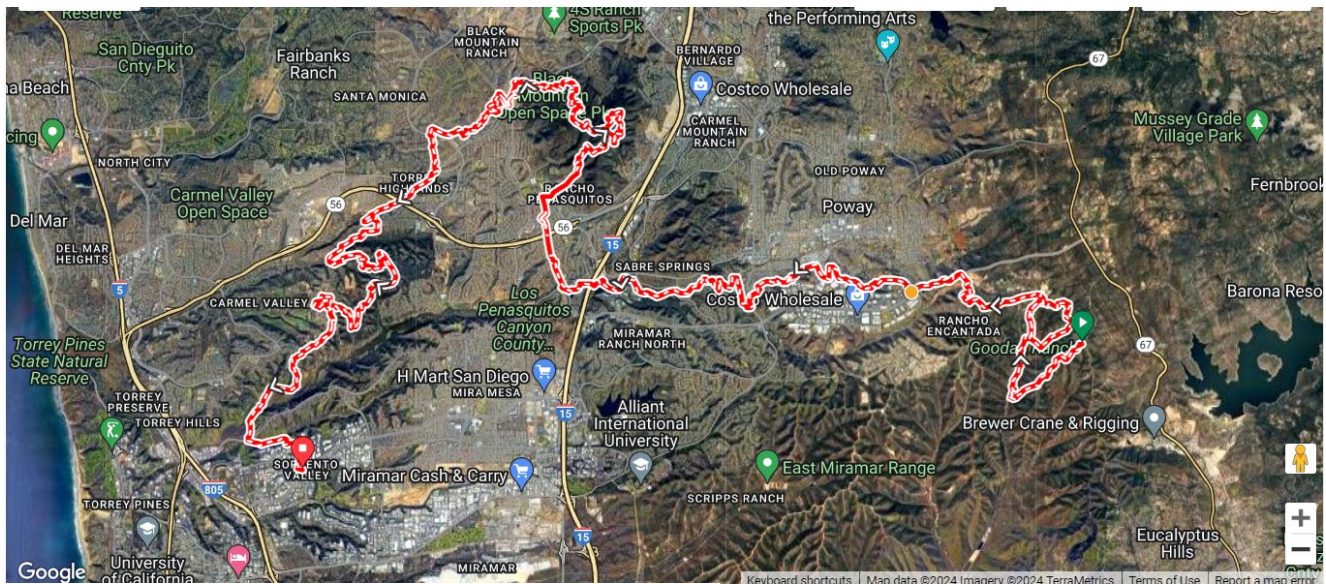 Reserve
4S Ranch
Sports Pk
the Performing Arts
San Dieguito
Cnty Pk
Fairbanks
Ranch
BLACK
MOUNTAIN
RANCH
BERNARDO
VILLAGE
67
Costco Wholesale
SANTA MONICA
Black
Mountain
Open Space
CARMEL
MOUNTAIN
RANCH
Mussey Grade
Village Park
NORTH CITY
OLD POWAY
TORREY
HIGHLANDS
RANCHO
PENASQUITOS
Carmel Valley
Open Space
56
Poway
Fernbrook
Del Mar
56
15
DEL MAR
HEIGHTS
SABRE SPRINGS
5
CARMEL VALLEY
Los
Penasquitos
Canyon
County...
Costco Wholesale
RANCHO
ENCANTADA
Barona Reso
MIRAMAR
RANCH NORTH
Torrey Pines
State Natural
Reserve
67
H Mart San Diego
MIRA MESA
TORREY
PRESERVE
TORREY HILLS
15
Alliant
International
University
Brewer Crane & Rigging
SORRENTO
VALLEY
Miramar Cash & Carry
East Miramar Range
805
SCRIPPS RANCH
TORREY PINES
15
University
of California
MIRAMAR
Eucalyptus
Hills
Google
Keyboard shortcuts
Map data ©2024 Imagery ©2024 TerraMetrics
Terms of Use
Report a map error